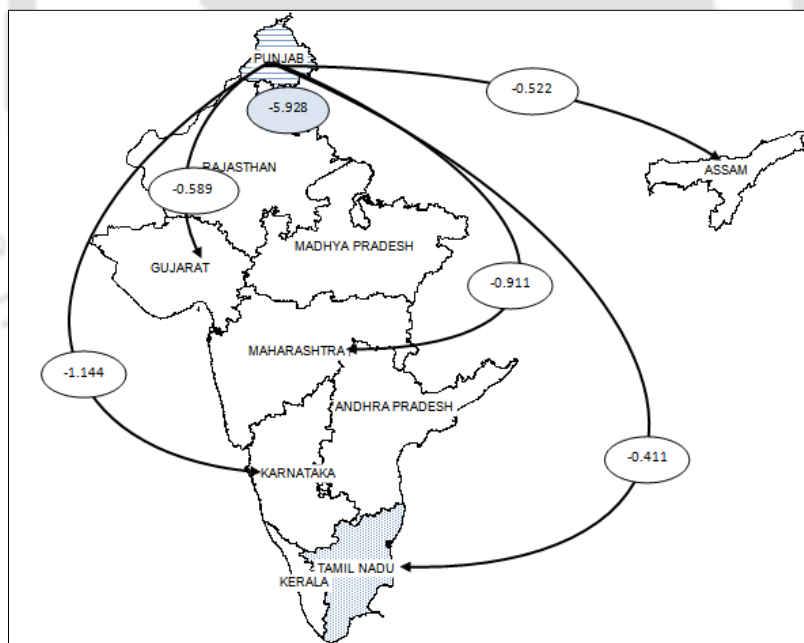 PUNJAB
-0.522
-5.928
RAJASTHAN
ASSAM
-0.589
MADHYA PRADESH
GUJARAT
-0.911
MAHARASHTRA
-1.144
ANDHRA PRADESH
-0.411
KARNATAKA
TAMIL NADU
KERALA